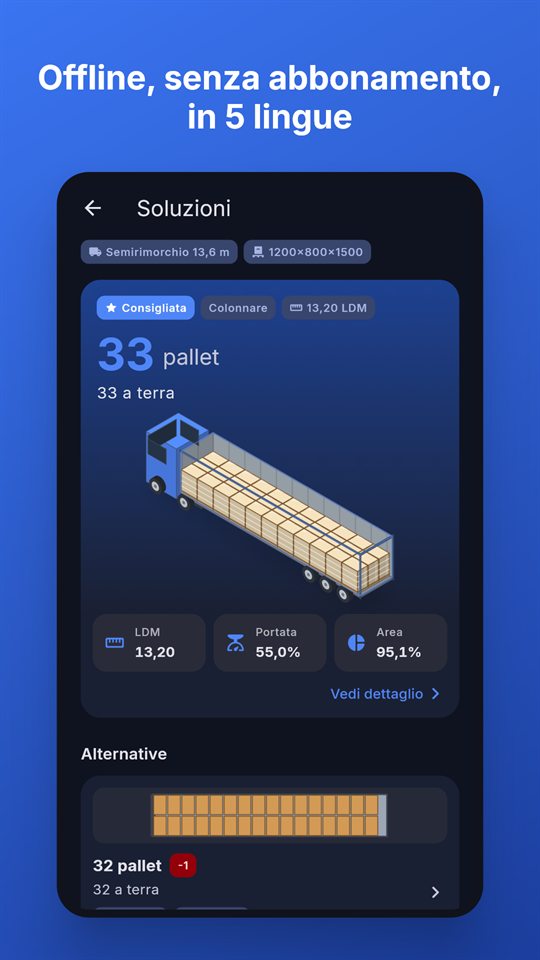 Offline, senza abbonamento,
in 5 lingue
Soluzioni
Semirimorchio 13,6 m
1200×800×1500
Consigliata
Colonnare
13,20 LDM
33 pallet
33 a terra
LDM
13,20
Portata
55,0%
Area
95,1%
Vedi dettaglio
Alternative
32 pallet
-1
32 a terra